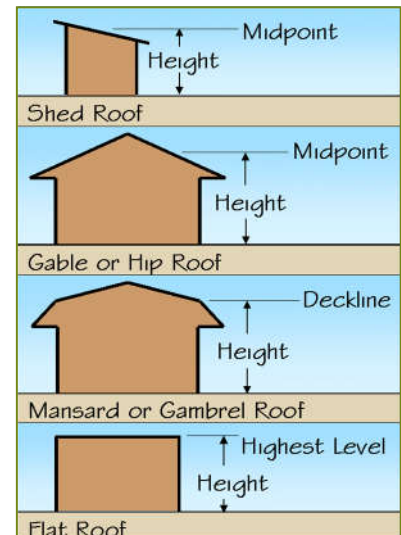 Midpoint
Height
Shed Roof
Midpoint
Height
Gable or Hip Roof
Deckline
Height
Mansard or Gambrel Roof
Highest Level
Height
Flat Roof